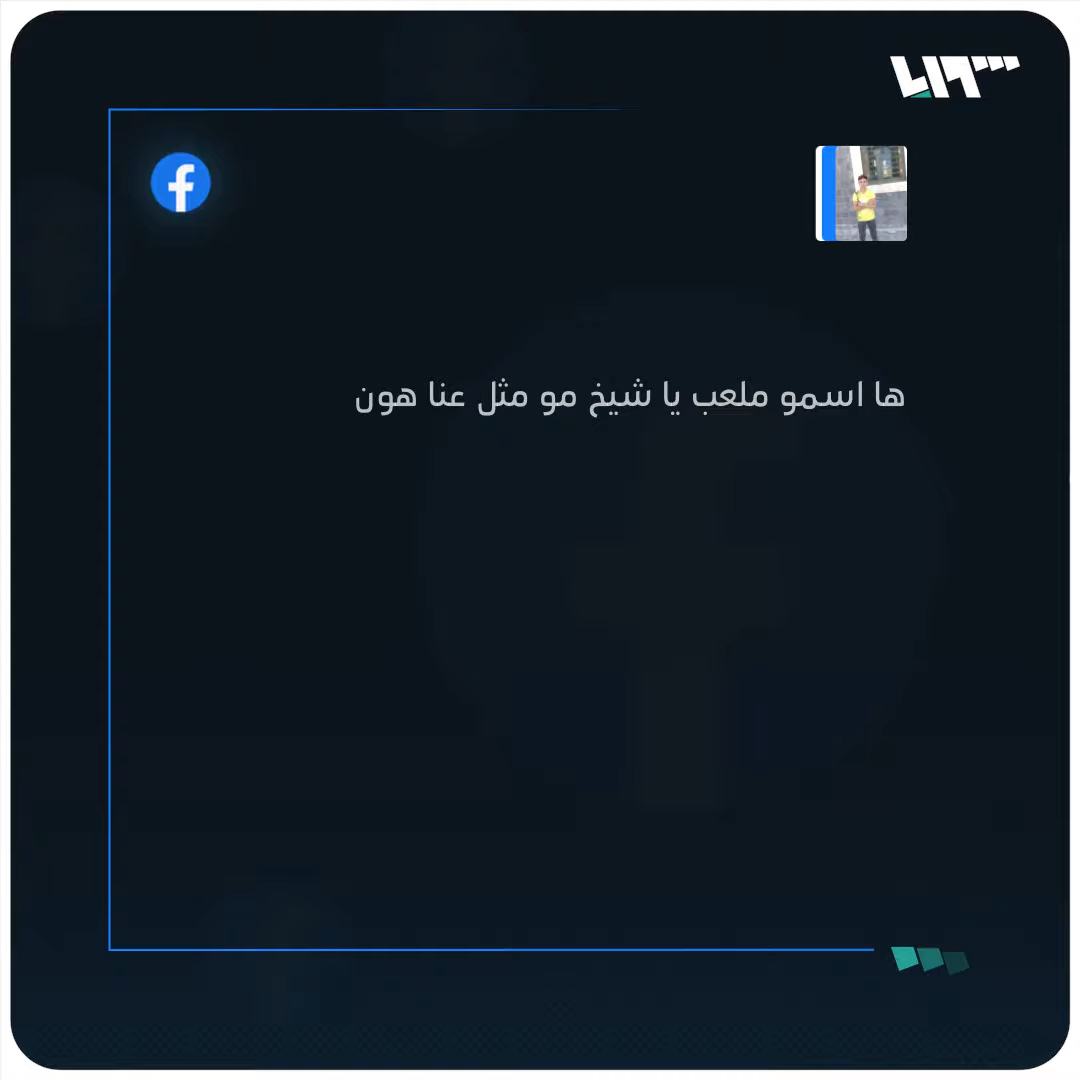 ها اسمو ملعب يا شيخ مو مثل عنا هون